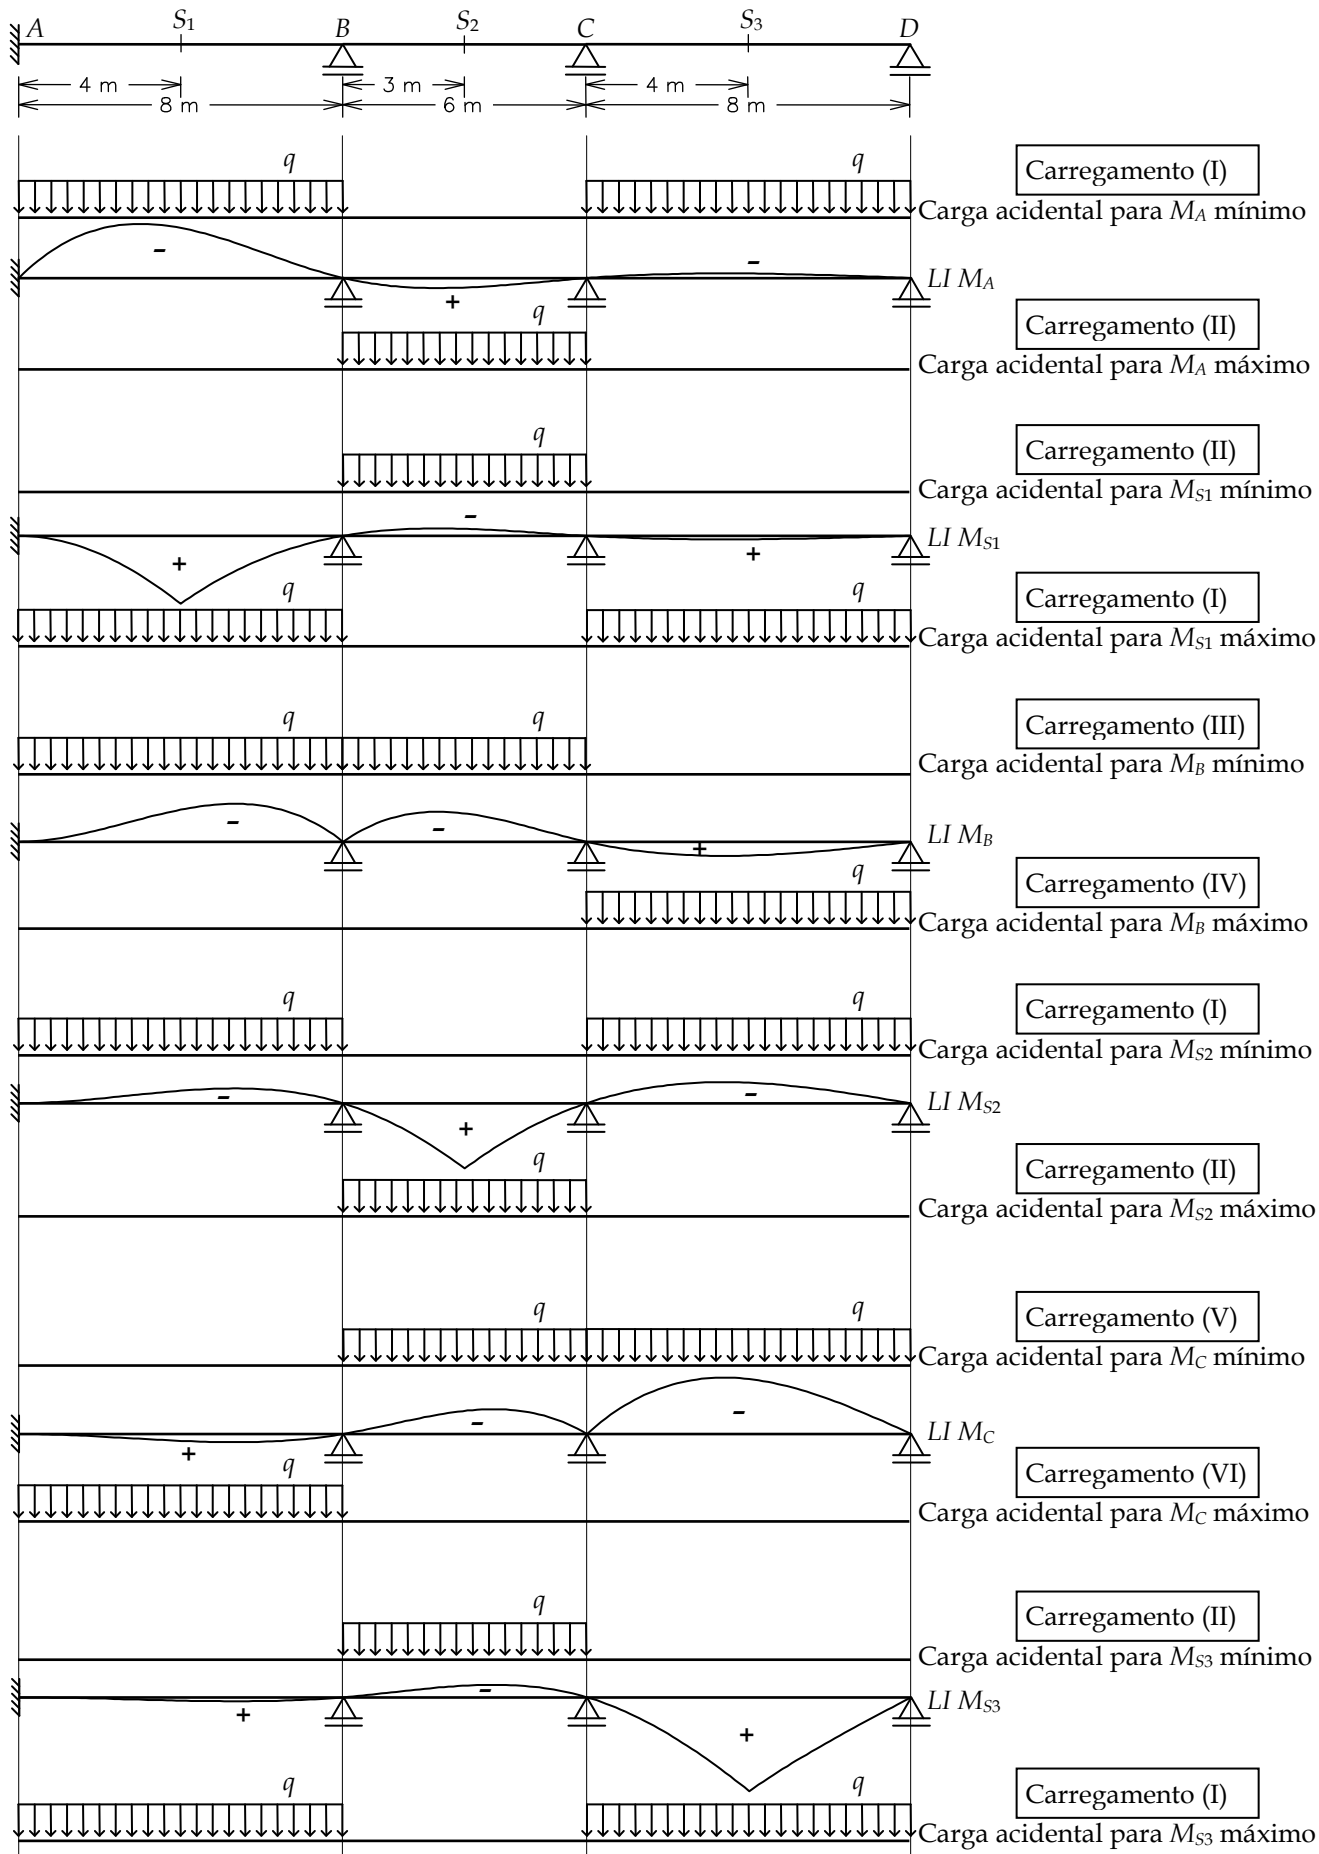 A S1 B S2 C S3 D
4 m 3 m 4 m
8 m 6 m 8 m
q q Carregamento (I)
Carga acidental para MA mínimo
- + - LI MA
q Carregamento (II)
Carga acidental para MA máximo
q Carregamento (II)
Carga acidental para MS1 mínimo
+ - + LI MS1
q q Carregamento (I)
Carga acidental para MS1 máximo
q q Carregamento (III)
Carga acidental para MB mínimo
- - + LI MB
q Carregamento (IV)
Carga acidental para MB máximo
q q Carregamento (I)
Carga acidental para MS2 mínimo
- + - LI MS2
q Carregamento (II)
Carga acidental para MS2 máximo
q q Carregamento (V)
Carga acidental para MC mínimo
+ - - LI MC
q Carregamento (VI)
Carga acidental para MC máximo
q Carregamento (II)
Carga acidental para MS3 mínimo
+ - + LI MS3
q q Carregamento (I)
Carga acidental para MS3 máximo